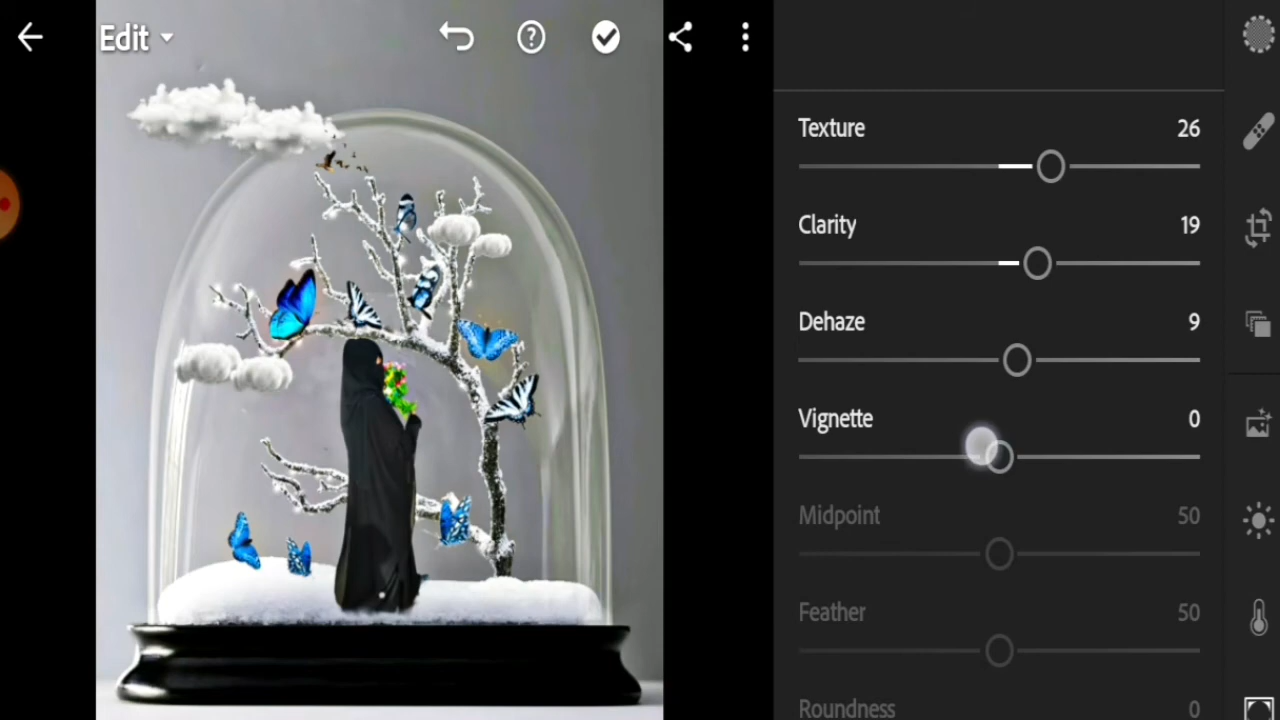 Edit
Texture 26
Clarity 19
Dehaze 9
Vignette 0
Midpoint 50
Feather 50
Roundness 0